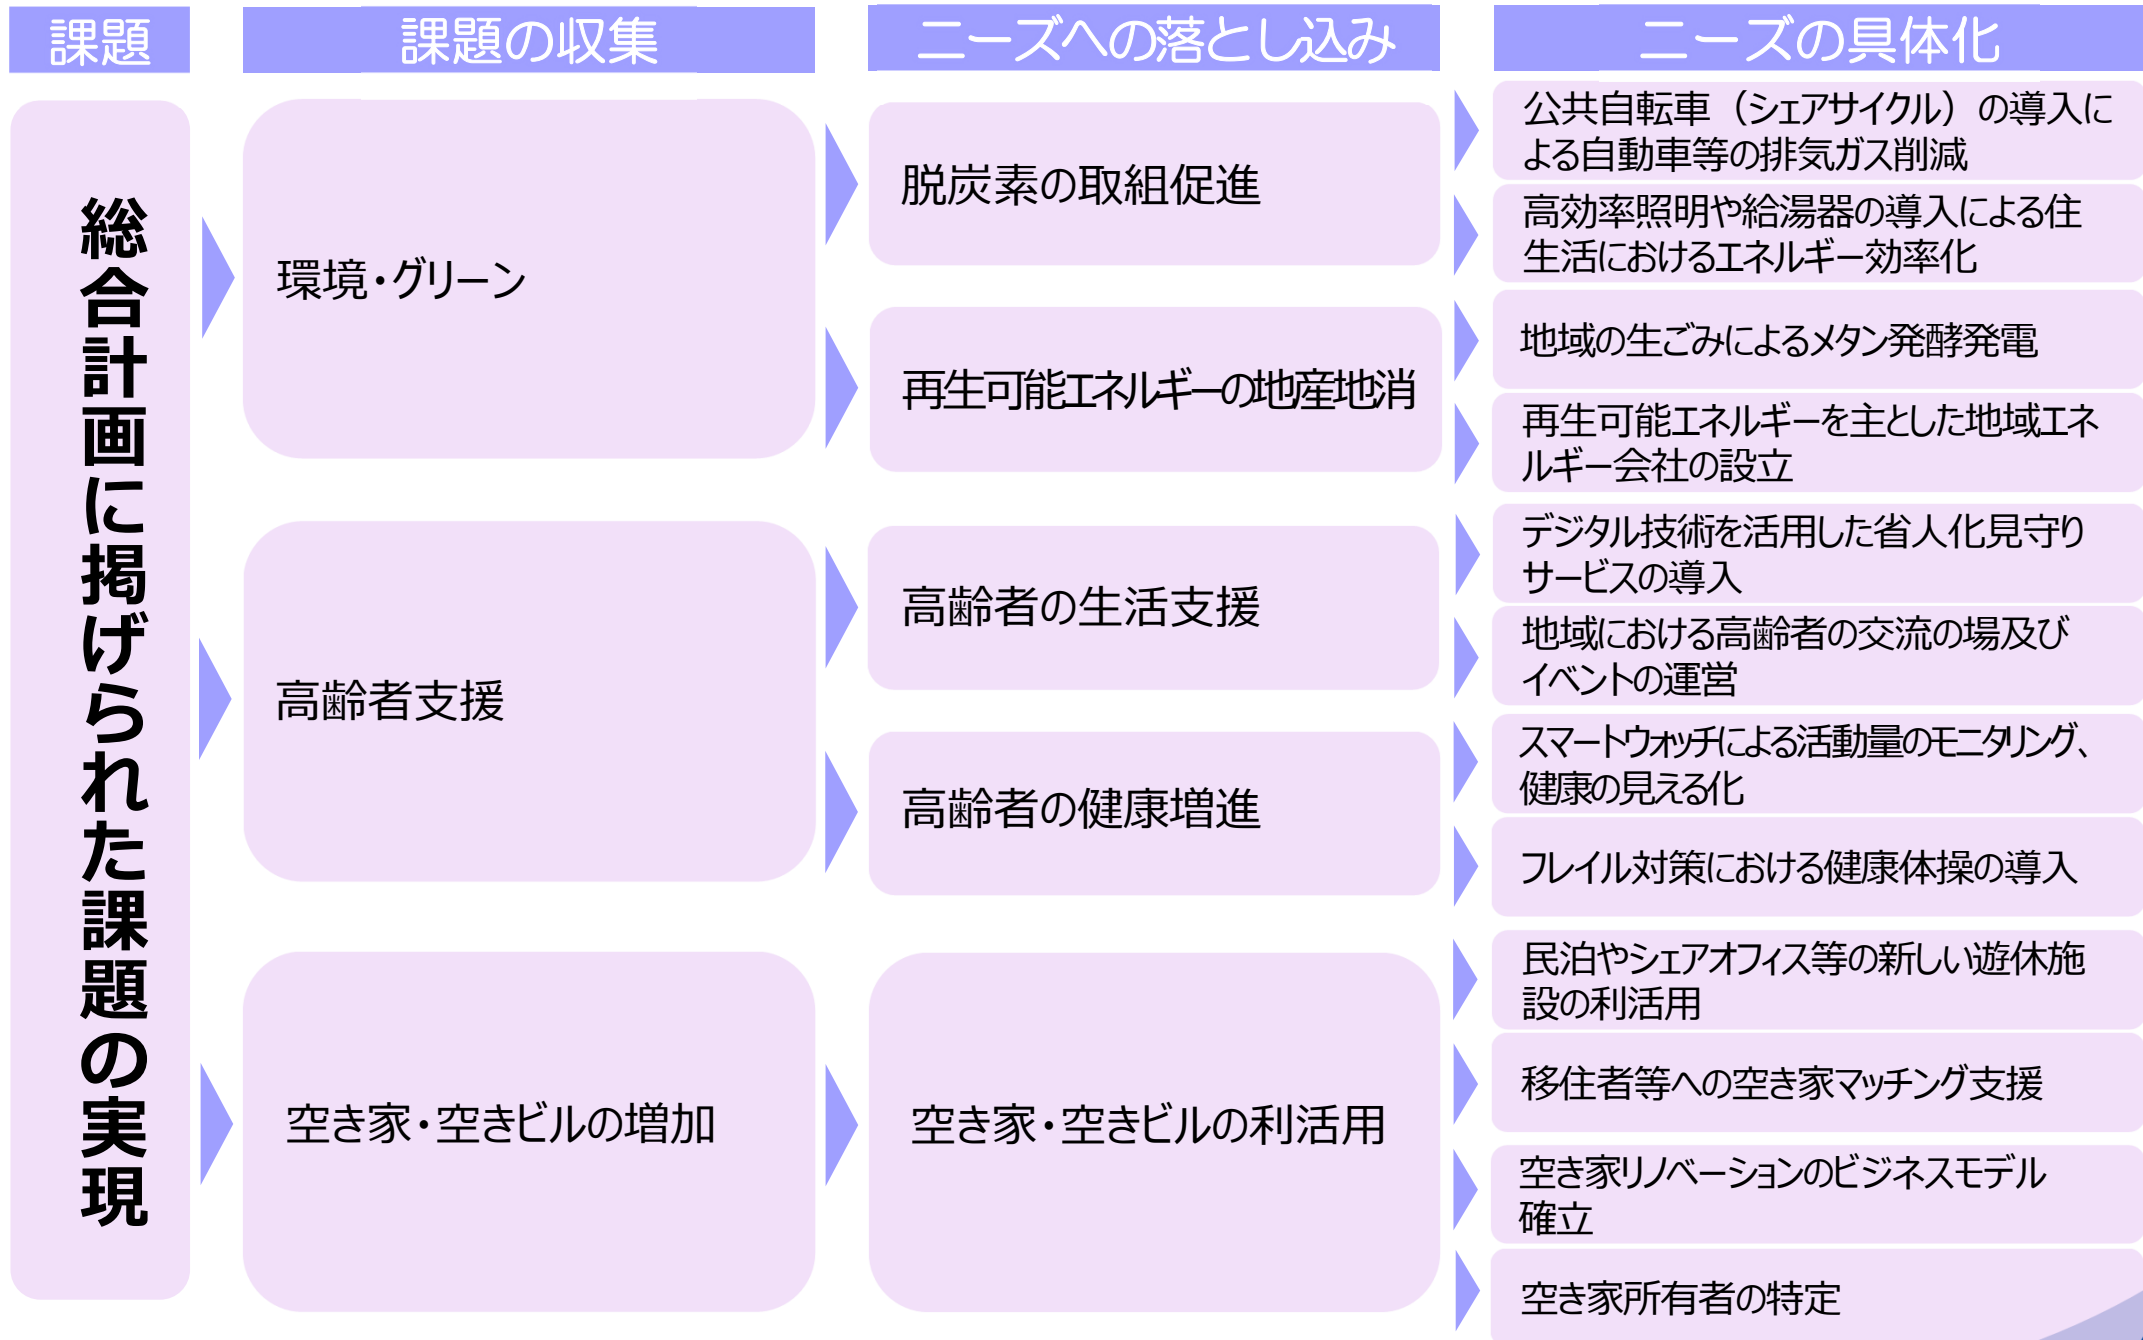 課題
課題の収集
ニーズへの落とし込み
ニーズの具体化
総合計画に掲げられた課題の実現
環境・グリーン
脱炭素の取組促進
公共自転車（シェアサイクル）の導入に
よる自動車等の排気ガス削減
高効率照明や給湯器の導入による住
生活におけるエネルギー効率化
再生可能エネルギーの地産地消
地域の生ごみによるメタン発酵発電
再生可能エネルギーを主とした地域エネ
ルギー会社の設立
高齢者支援
高齢者の生活支援
デジタル技術を活用した省人化見守り
サービスの導入
地域における高齢者の交流の場及び
イベントの運営
高齢者の健康増進
スマートウォッチによる活動量のモニタリング、
健康の見える化
フレイル対策における健康体操の導入
空き家・空きビルの増加
空き家・空きビルの利活用
民泊やシェアオフィス等の新しい遊休施
設の利活用
移住者等への空き家マッチング支援
空き家リノベーションのビジネスモデル
確立
空き家所有者の特定